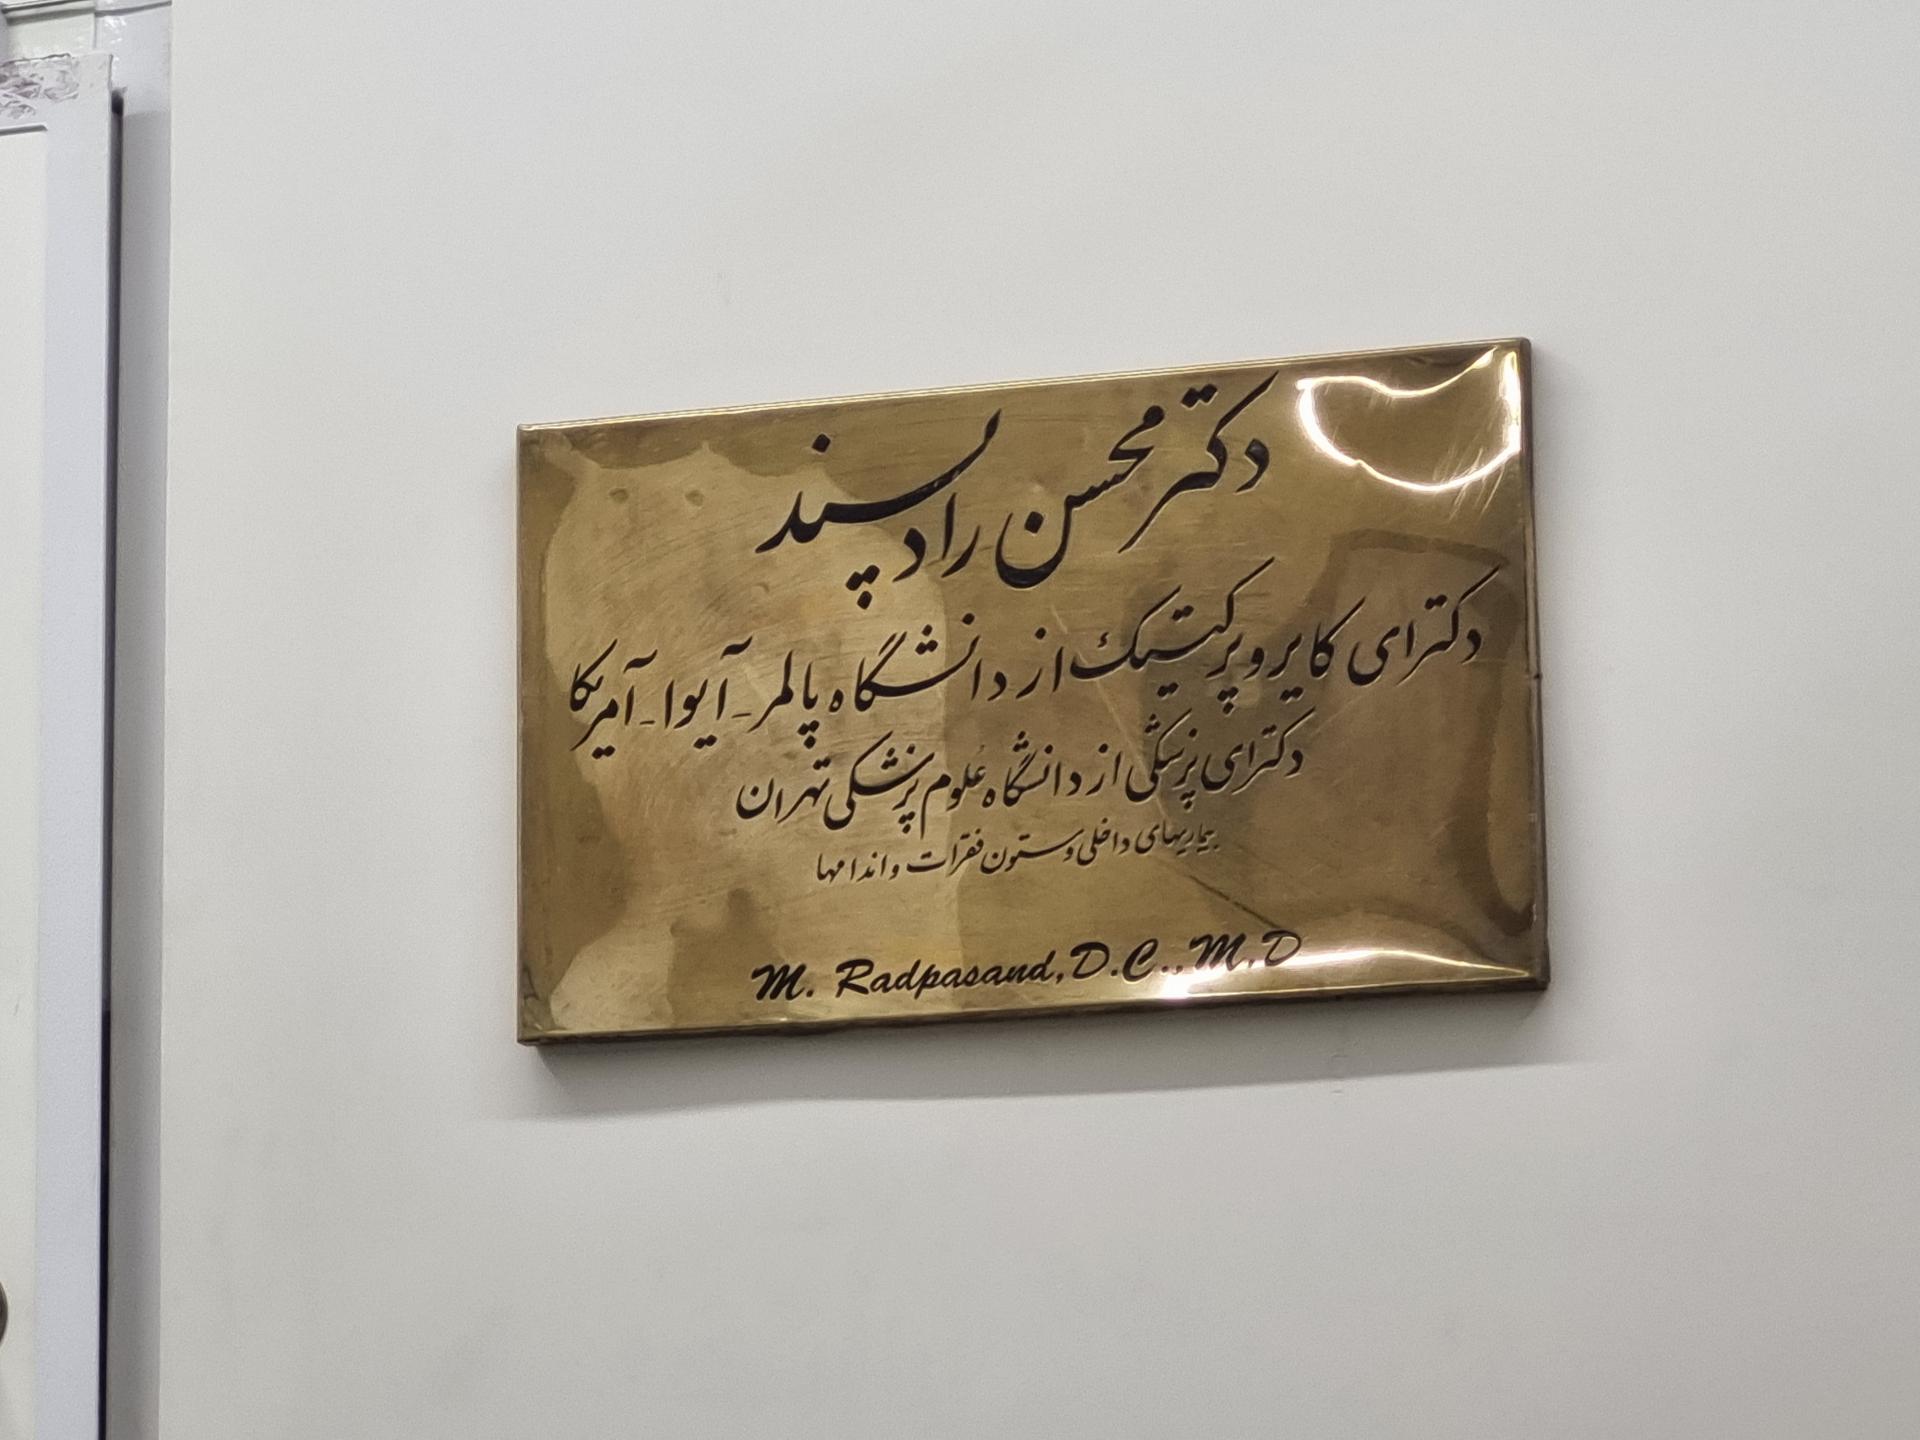 دکتر محسن رادپسند
دکترای کایروپرکتیک از دانشگاه پالمر - آیوا - آمریکا
دکترای پزشکی از دانشگاه علوم پزشکی تهران
بیماریهای داخلی و ستون فقرات و اندامها
M. Radpasand, D.C., M.D